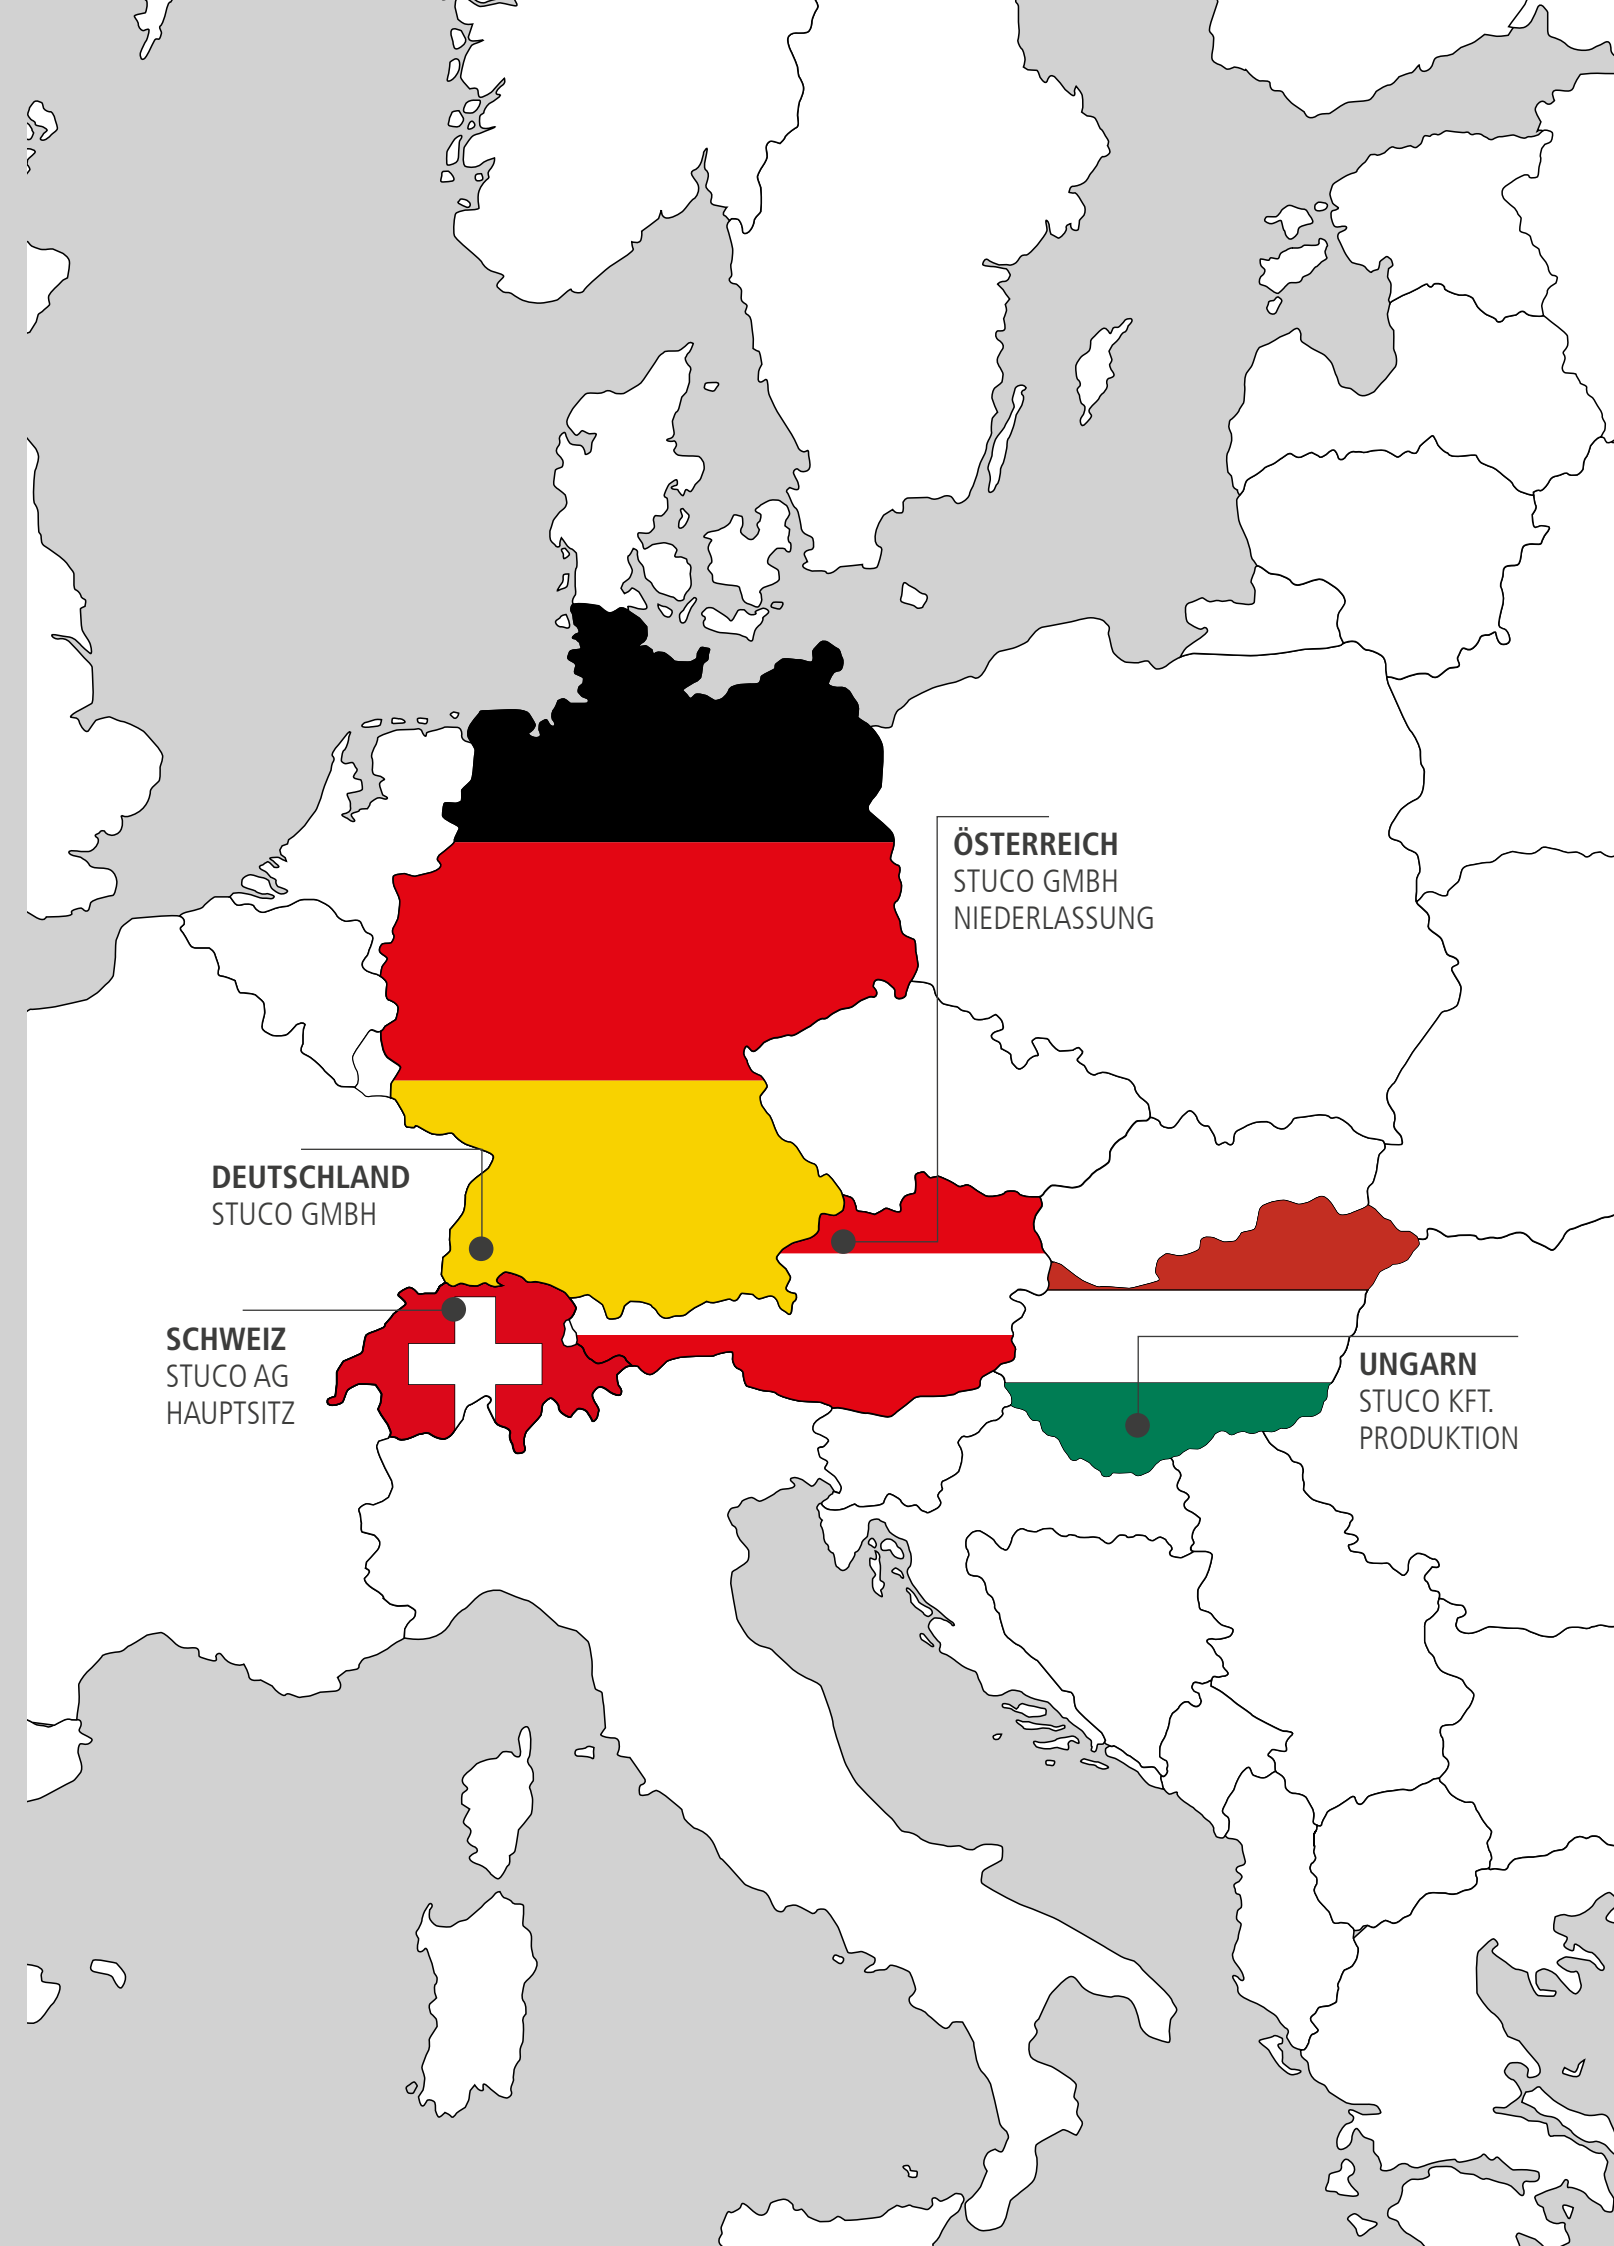 ÖSTERREICH
STUCO GMBH
NIEDERLASSUNG
DEUTSCHLAND
STUCO GMBH
SCHWEIZ
STUCO AG
HAUPTSITZ
UNGARN
STUCO KFT.
PRODUKTION